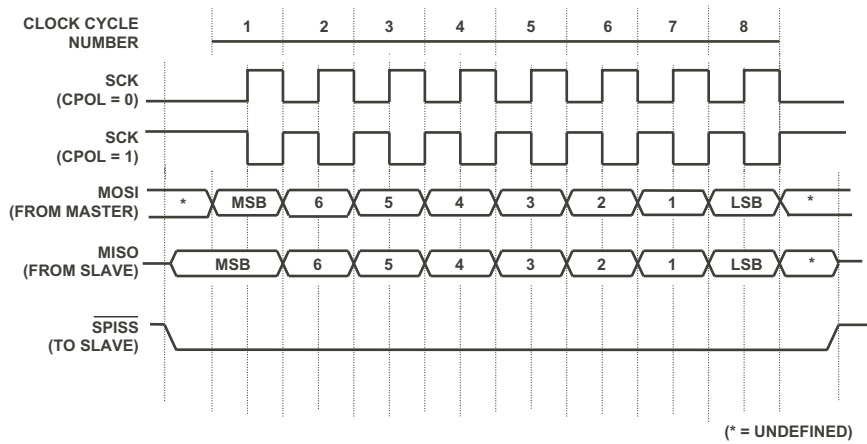 CLOCK CYCLE
NUMBER
1 2 3 4 5 6 7 8
SCK
(CPOL = 0)
SCK
(CPOL = 1)
MOSI
(FROM MASTER)
* MSB 6 5 4 3 2 1 LSB *
MISO
(FROM SLAVE)
MSB 6 5 4 3 2 1 LSB *
SPISS
(TO SLAVE)
(* = UNDEFINED)